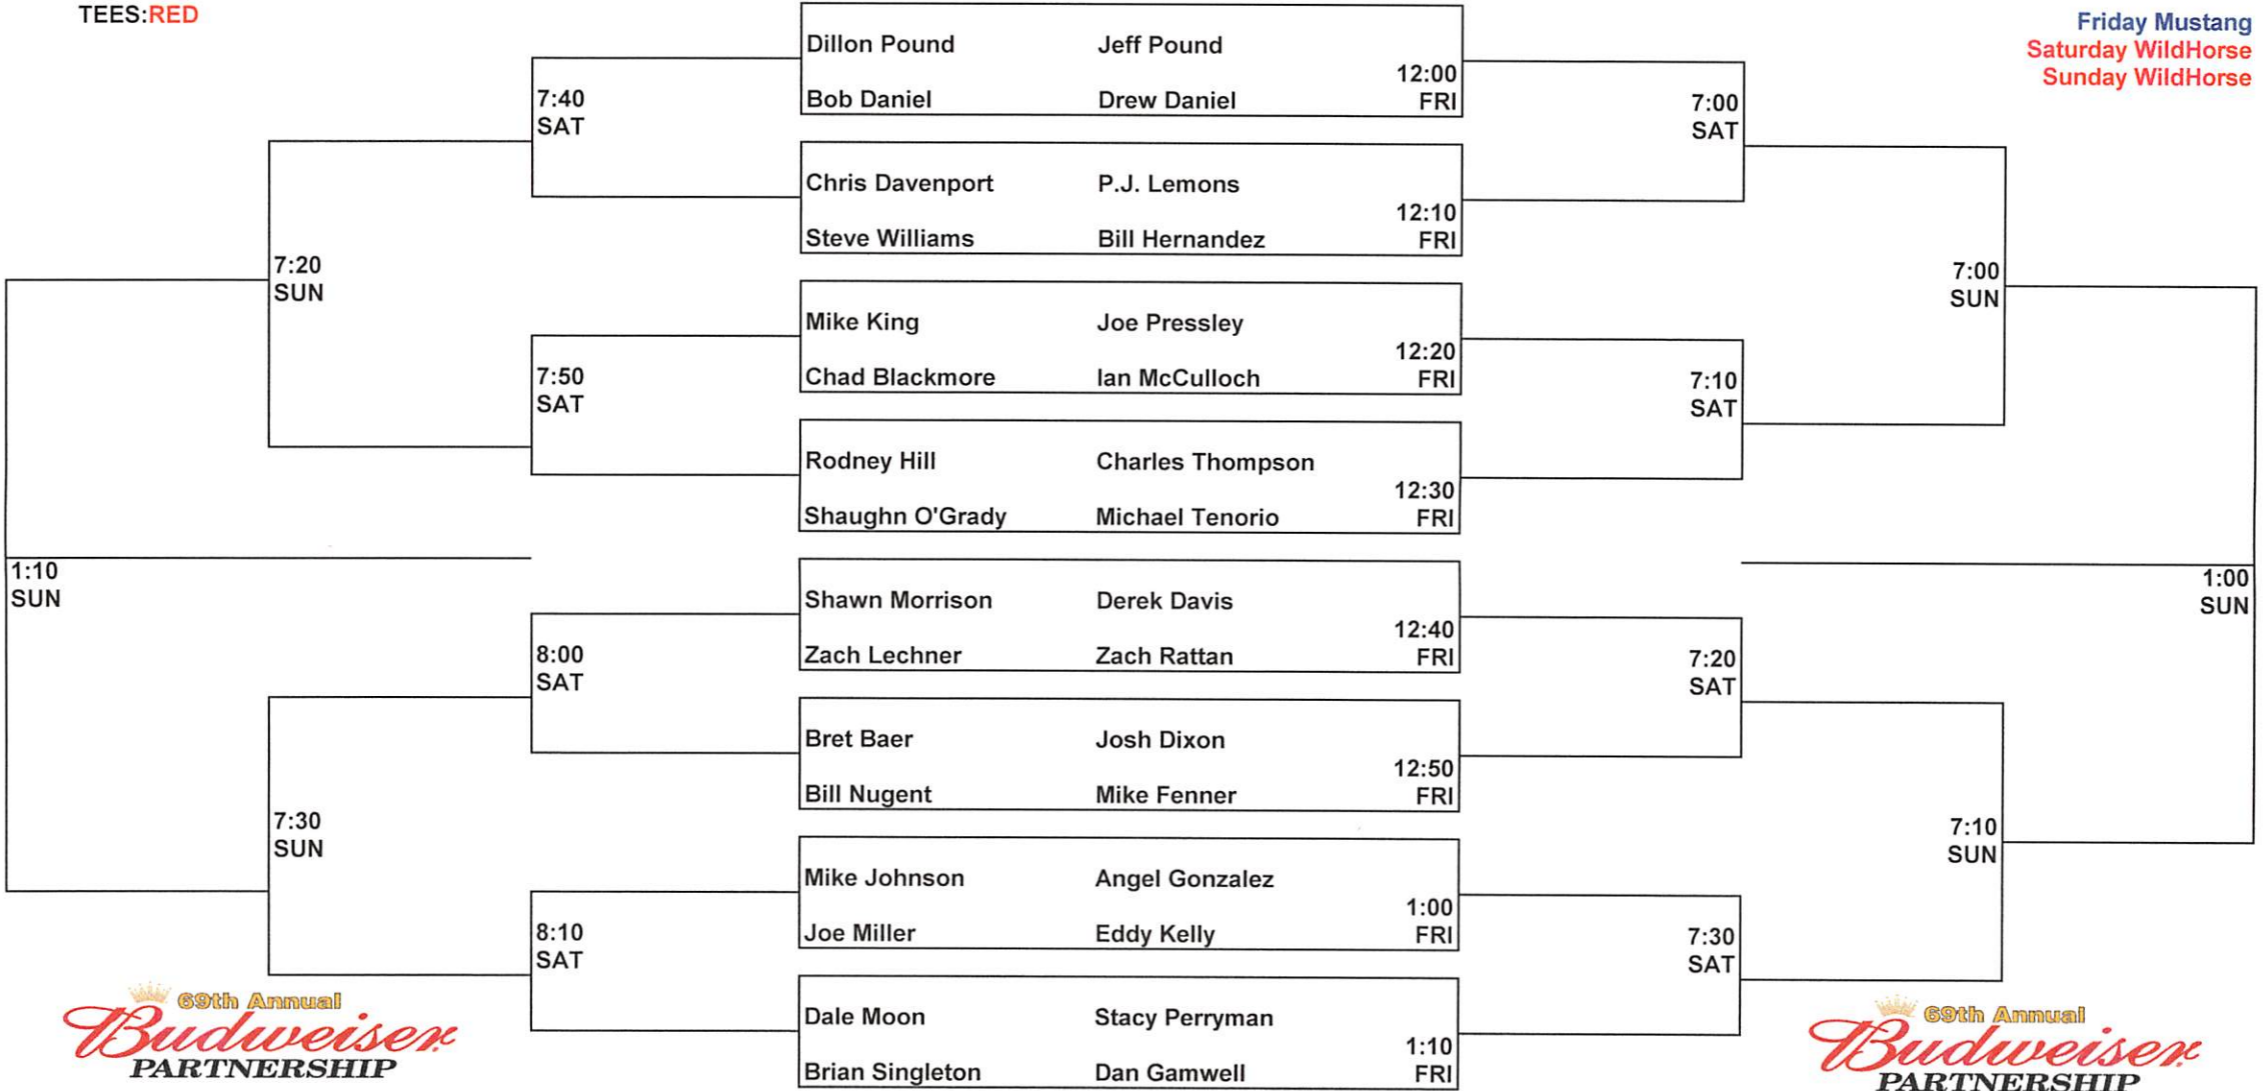 TEES:RED
Friday Mustang
Saturday WildHorse
Sunday WildHorse
Dillon Pound Jeff Pound
12:00
Bob Daniel Drew Daniel FRI
7:40
SAT
7:00
SAT
Chris Davenport P.J. Lemons
12:10
Steve Williams Bill Hernandez FRI
7:20
SUN
7:00
SUN
Mike King Joe Pressley
12:20
Chad Blackmore Ian McCulloch FRI
7:50
SAT
7:10
SAT
Rodney Hill Charles Thompson
12:30
Shaughn O'Grady Michael Tenorio FRI
1:10
SUN
1:00
SUN
Shawn Morrison Derek Davis
12:40
Zach Lechner Zach Rattan FRI
8:00
SAT
7:20
SAT
Bret Baer Josh Dixon
12:50
Bill Nugent Mike Fenner FRI
7:30
SUN
7:10
SUN
Mike Johnson Angel Gonzalez
1:00
Joe Miller Eddy Kelly FRI
8:10
SAT
7:30
SAT
Dale Moon Stacy Perryman
1:10
Brian Singleton Dan Gamwell FRI
69th Annual
Budweiser
PARTNERSHIP
69th Annual
Budweiser
PARTNERSHIP